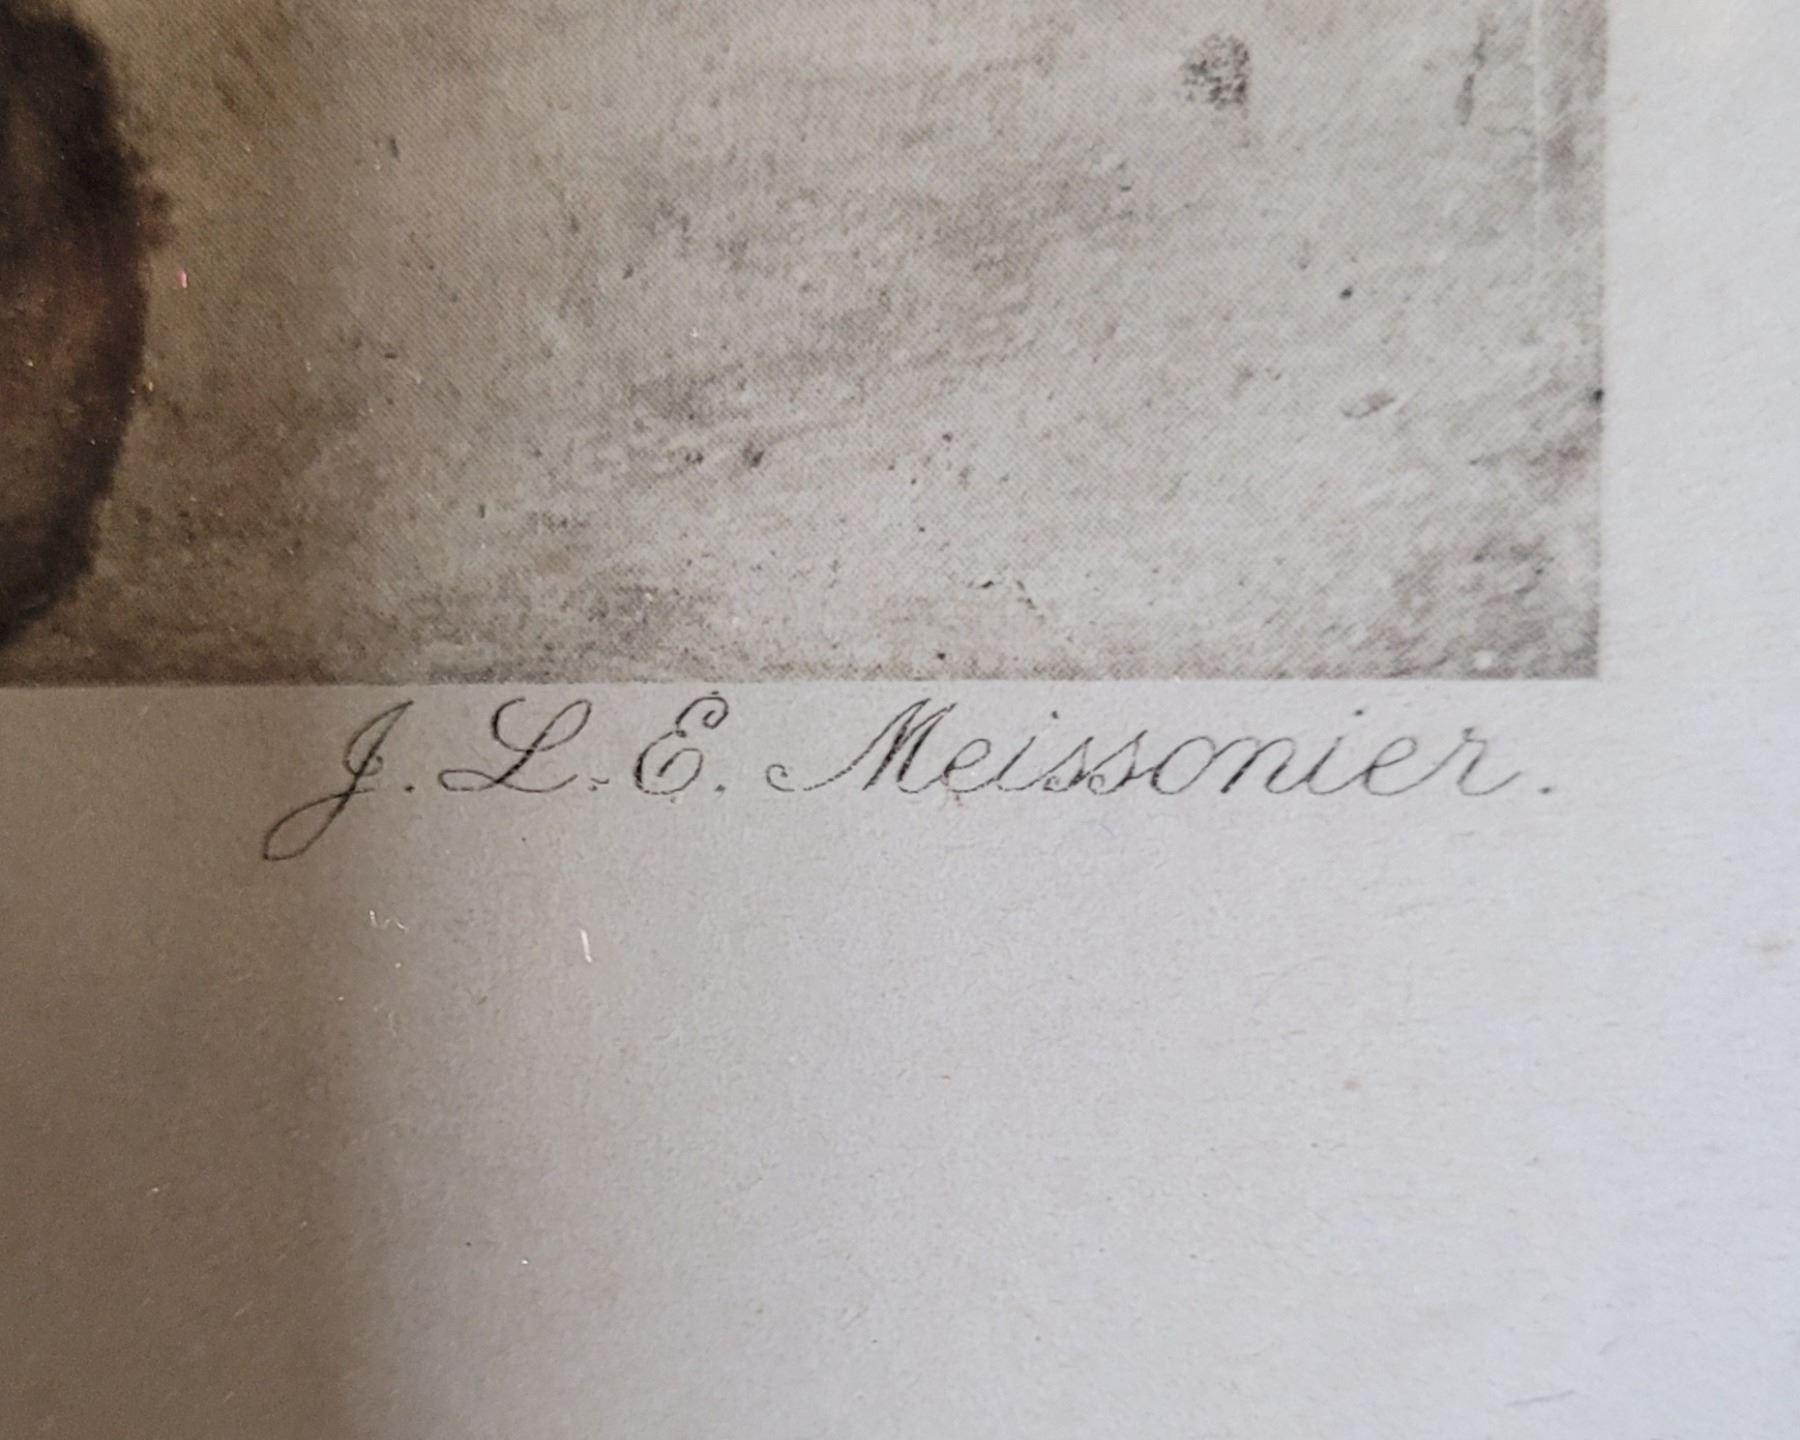 J. L. E. Meissonier.